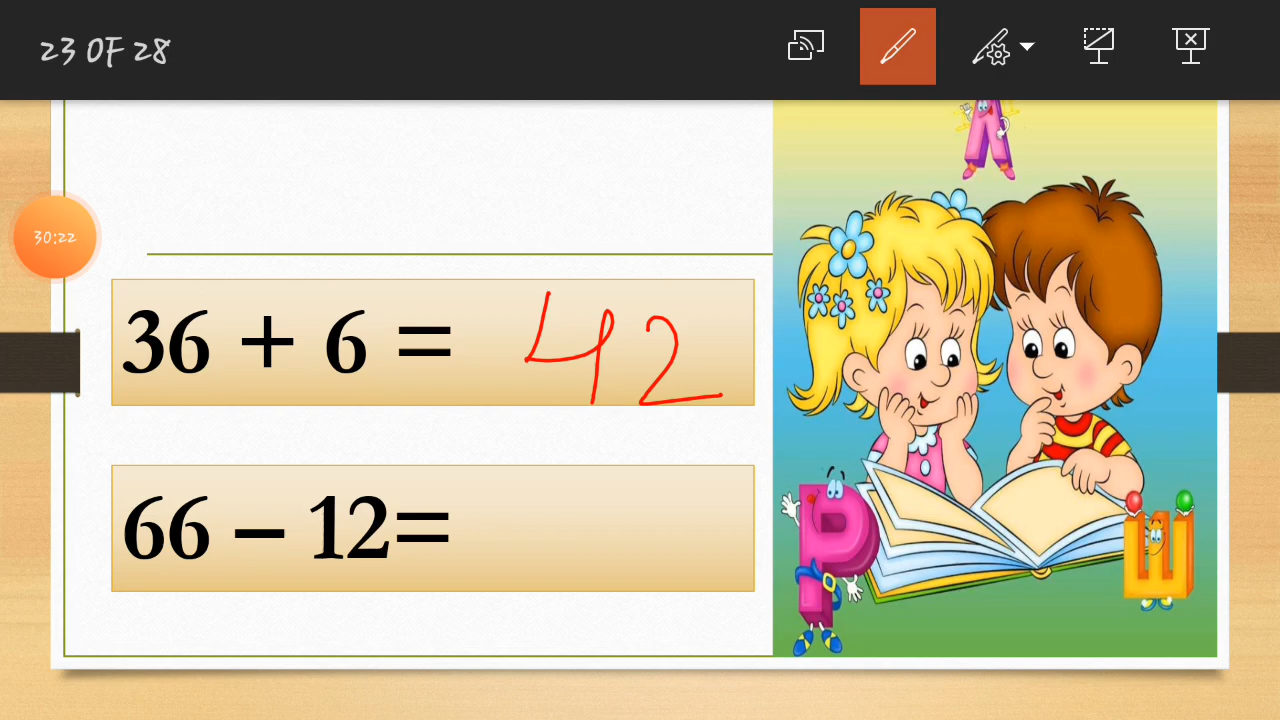 23 OF 28
30:22
36 + 6 = 42
66 – 12=
А
Р
Ш